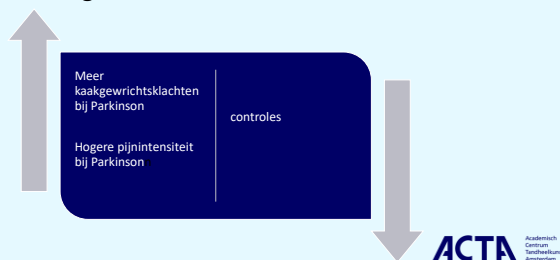 Meer
kaakgewrichtsklachten
bij Parkinson
Hogere pijnintensiteit
bij Parkinson
controles
ACTA
Academisch
Centrum
Tandheelkunde
Amsterdam